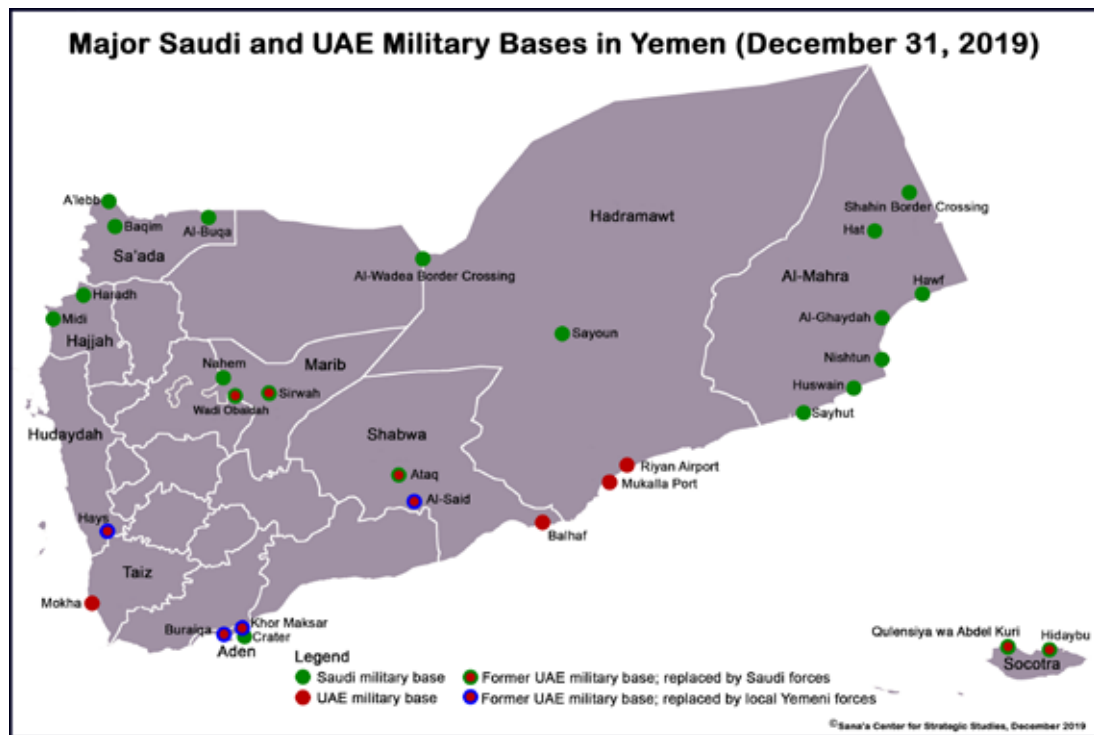 Major Saudi and UAE Military Bases in Yemen (December 31, 2019)
A'lebb
Baqim
Al-Buqa
Sa'ada
Shahin Border Crossing
Hadramawt
Hat
Al-Wadea Border Crossing
Al-Mahra
Hawf
Haradh
Midi
Hajjah
Al-Ghaydah
Sayoun
Nahem
Marib
Nishtun
Sirwah
Wadi Obaidah
Huswain
Sayhut
Hudaydah
Shabwa
Riyan Airport
Ataq
Mukalla Port
Al-Said
Hays
Balhaf
Taiz
Mokha
Khor Maksar
Buraiqa
Crater
Aden
Qulensiya wa Abdel Kuri
Hidaybu
Socotra
Legend
Saudi military base
Former UAE military base; replaced by Saudi forces
UAE military base
Former UAE military base; replaced by local Yemeni forces
©Sana'a Center for Strategic Studies, December 2019